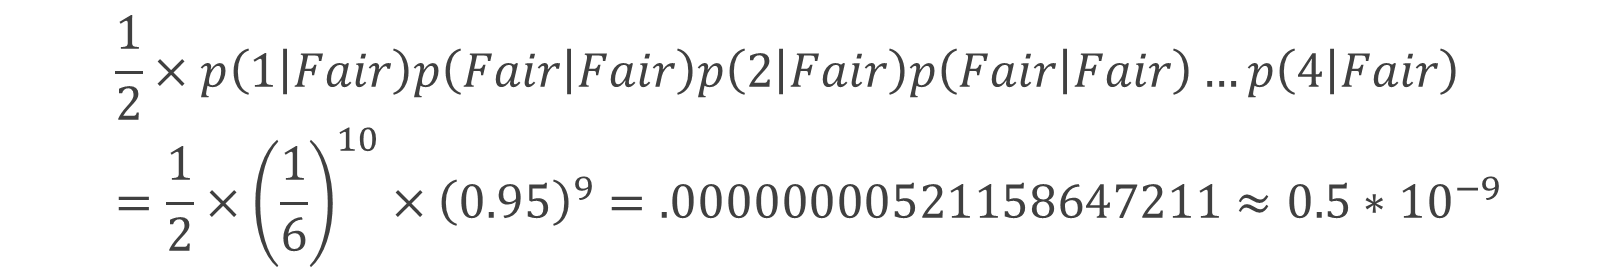 1/2 × p(1|Fair)p(Fair|Fair)p(2|Fair)p(Fair|Fair) … p(4|Fair)
= 1/2 × (1/6)^10 × (0.95)^9 = .00000000521158647211 ≈ 0.5 * 10^−9